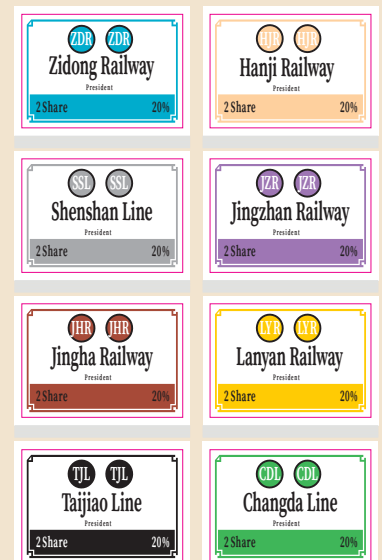 ZDR ZDR
Zidong Railway
President
2 Share 20%
HJR HJR
Hanji Railway
President
2 Share 20%
SSL SSL
Shenshan Line
President
2 Share 20%
JZR JZR
Jingzhan Railway
President
2 Share 20%
JHR JHR
Jingha Railway
President
2 Share 20%
LYR LYR
Lanyan Railway
President
2 Share 20%
TJL TJL
Taijiao Line
President
2 Share 20%
CDL CDL
Changda Line
President
2 Share 20%